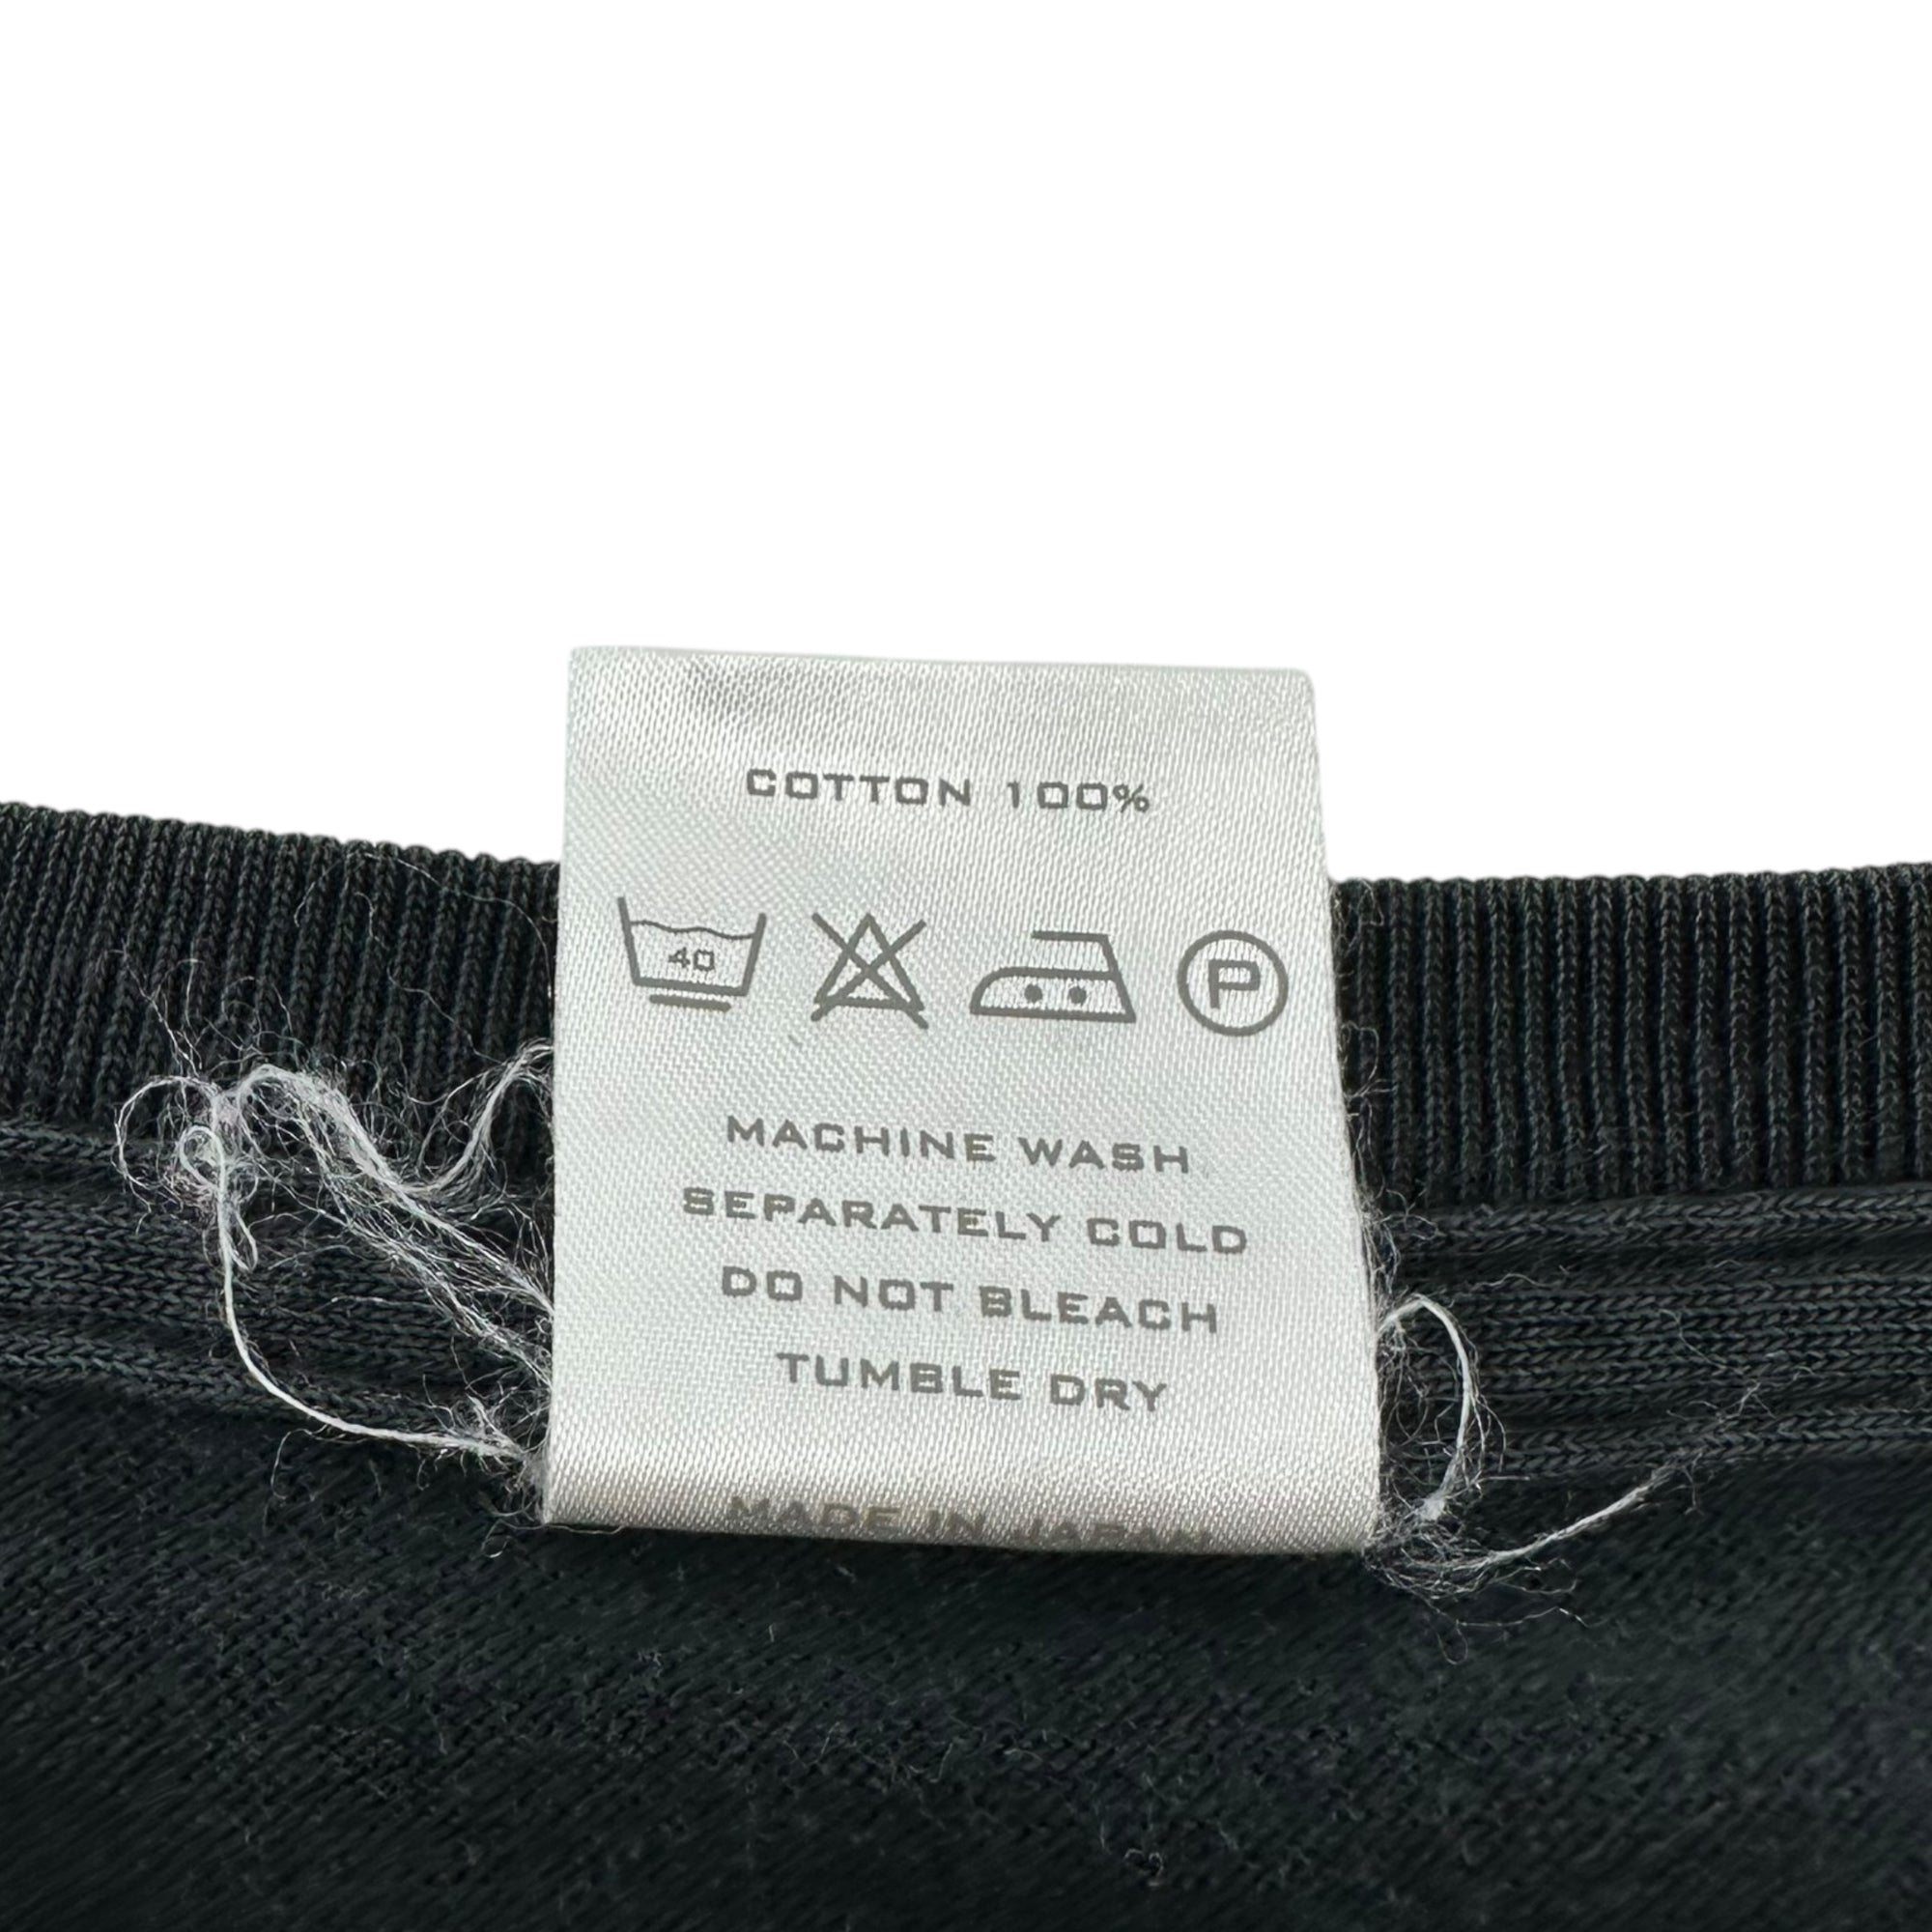 COTTON 100%
40
P
MACHINE WASH
SEPARATELY COLD
DO NOT BLEACH
TUMBLE DRY
MADE IN JAPAN